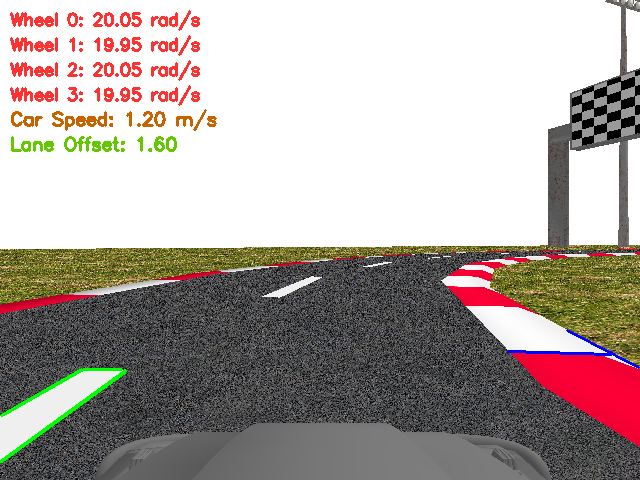 Wheel 0: 20.05 rad/s
Wheel 1: 19.95 rad/s
Wheel 2: 20.05 rad/s
Wheel 3: 19.95 rad/s
Car Speed: 1.20 m/s
Lane Offset: 1.60